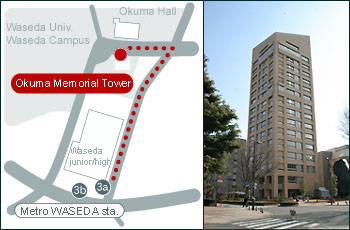 Okuma Hall
Waseda Univ.
Waseda Campus
Okuma Memorial Tower
Waseda
junior/high
3b
3a
Metro WASEDA sta.